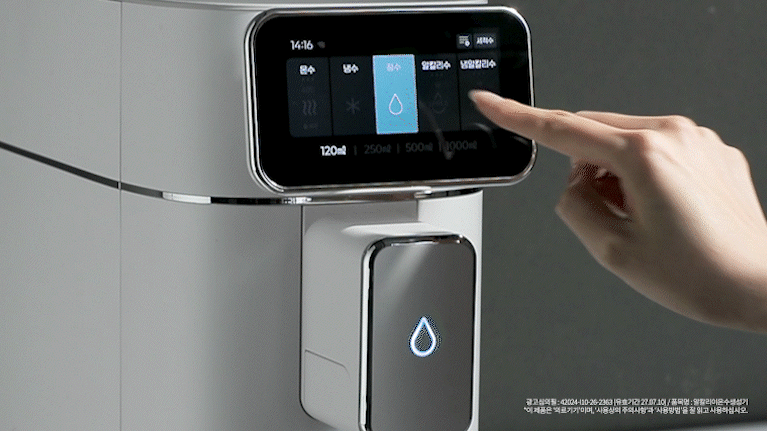 14:16
세척수
온수 냉수 정수 알칼리수 냉알칼리수
120㎖ | 250㎖ | 500㎖ | 1000㎖
광고심의필 : 42024-I10-26-2363 |유효기간 27.07.10| / 품목명 : 알칼리이온수생성기
*이 제품은 '의료기기'이며, '사용상의 주의사항'과 '사용방법'을 잘 읽고 사용하십시오.